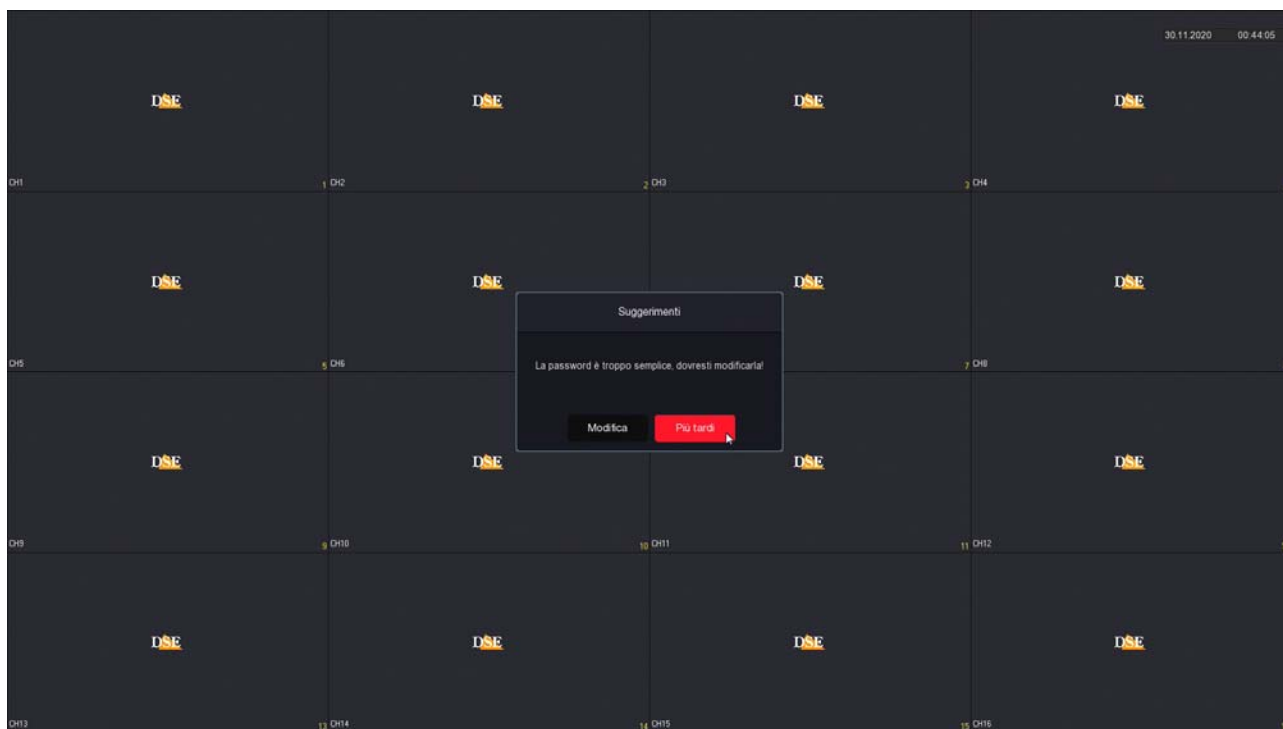 30.11.2020 00:44:05
DSE DSE DSE DSE
CH1 1 CH2 2 CH3 3 CH4
DSE DSE DSE DSE
Suggerimenti
CH5 5 CH6 7 CH8
La password è troppo semplice, dovresti modificarla!
Modifica Più tardi
DSE DSE DSE DSE
CH9 9 CH10 10 CH11 11 CH12
DSE DSE DSE DSE
CH13 13 CH14 14 CH15 15 CH16